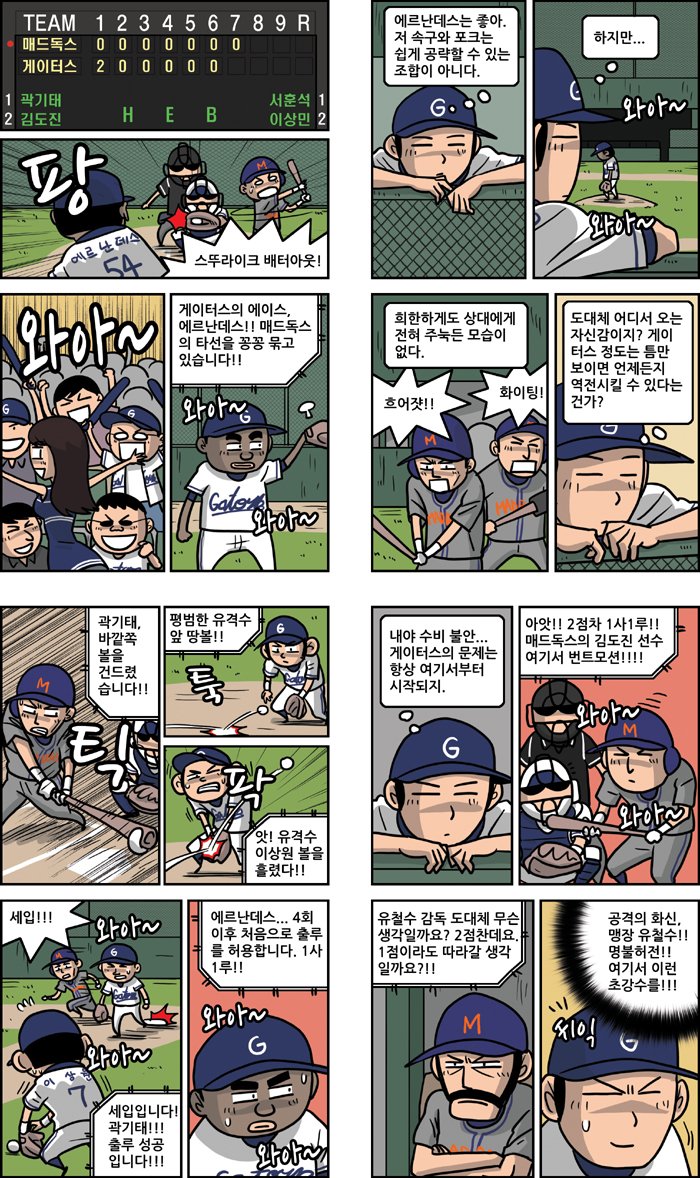 TEAM 1 2 3 4 5 6 7 8 9 R
매드독스 0 0 0 0 0 0 0
게이터스 2 0 0 0 0 0
1 곽기태 서훈석 1
2 김도진 H E B 이상민 2
팡
에르난데스
54
M
스뚜라이크 배터아웃!
와아~
G
G
게이터스의 에이스,
에르난데스!! 매드독스
의 타선을 꽁꽁 묶고
있습니다!!
와아~
G
Gators
와아~
곽기태,
바깥쪽
볼을
건드렸
습니다!!
M
틱
평범한 유격수
앞 땅볼!!
G
툭
팍
앗! 유격수
이상원 볼을
흘렸다!!
세입!!!
와아~
G
와아~
이상원
7
세입입니다!
곽기태!!!
출루 성공
입니다!!!
에르난데스... 4회
이후 처음으로 출루
를 허용합니다. 1사
1루!!
와아~
G
와아~
에르난데스는 좋아.
저 속구와 포크는
쉽게 공략할 수 있는
조합이 아니다.
G
하지만...
G
와아~
와아~
희한하게도 상대에게
전혀 주눅든 모습이
없다.
흐어쟛!!
화이팅!
M
M
도대체 어디서 오는
자신감이지? 게이
터스 정도는 틈만
보이면 언제든지
역전시킬 수 있다는
건가?
내야 수비 불안...
게이터스의 문제는
항상 여기서부터
시작되지.
G
아앗!! 2점차 1사1루!!
매드독스의 김도진 선수
여기서 번트모션!!!!
와아~
M
와아~
유철수 감독 도대체 무슨
생각일까요? 2점찬데요.
1점이라도 따라갈 생각
일까요?!!
M
공격의 화신,
맹장 유철수!!
명불허전!!
여기서 이런
초강수를!!!
씨익
G